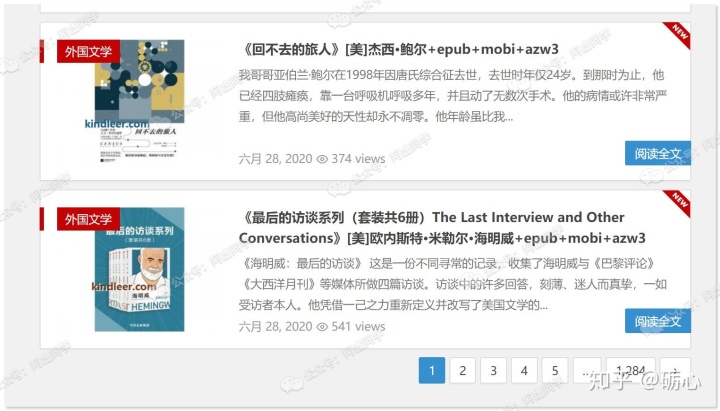 外国文学
NEW
《回不去的旅人》[美]杰西•鲍尔+epub+mobi+azw3
我哥哥亚伯兰·鲍尔在1998年因唐氏综合征去世，去世时年仅24岁。到那时为止，他
已经四肢瘫痪，靠一台呼吸机呼吸多年，并且动了无数次手术。他的病情或许非常严
重，但他高尚美好的天性却永不凋零。他年龄虽比我...
kindleer.com
回不去的旅人
六月 28, 2020 374 views
阅读全文
外国文学
NEW
《最后的访谈系列（套装共6册）The Last Interview and Other
Conversations》[美]欧内斯特•米勒尔•海明威+epub+mobi+azw3
最后的访谈系列
（套装共6册）
kindleer.com
海明威
《海明威：最后的访谈》 这是一份不同寻常的记录，收集了海明威与《巴黎评论》
《大西洋月刊》等媒体所做四篇访谈。访谈中的许多回答，刻薄、迷人而真挚，一如
受访者本人。他凭借一己之力重新定义并改写了美国文学的...
六月 28, 2020 541 views
阅读全文
1 2 3 4 5 ... 1,284
知乎 @砺心
公众号：阿虚同学